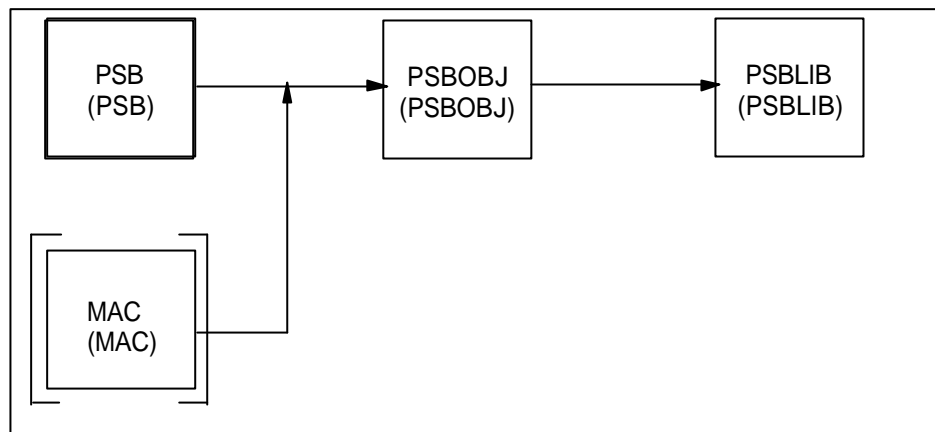 PSB
(PSB)
PSBOBJ
(PSBOBJ)
PSBLIB
(PSBLIB)
MAC
(MAC)